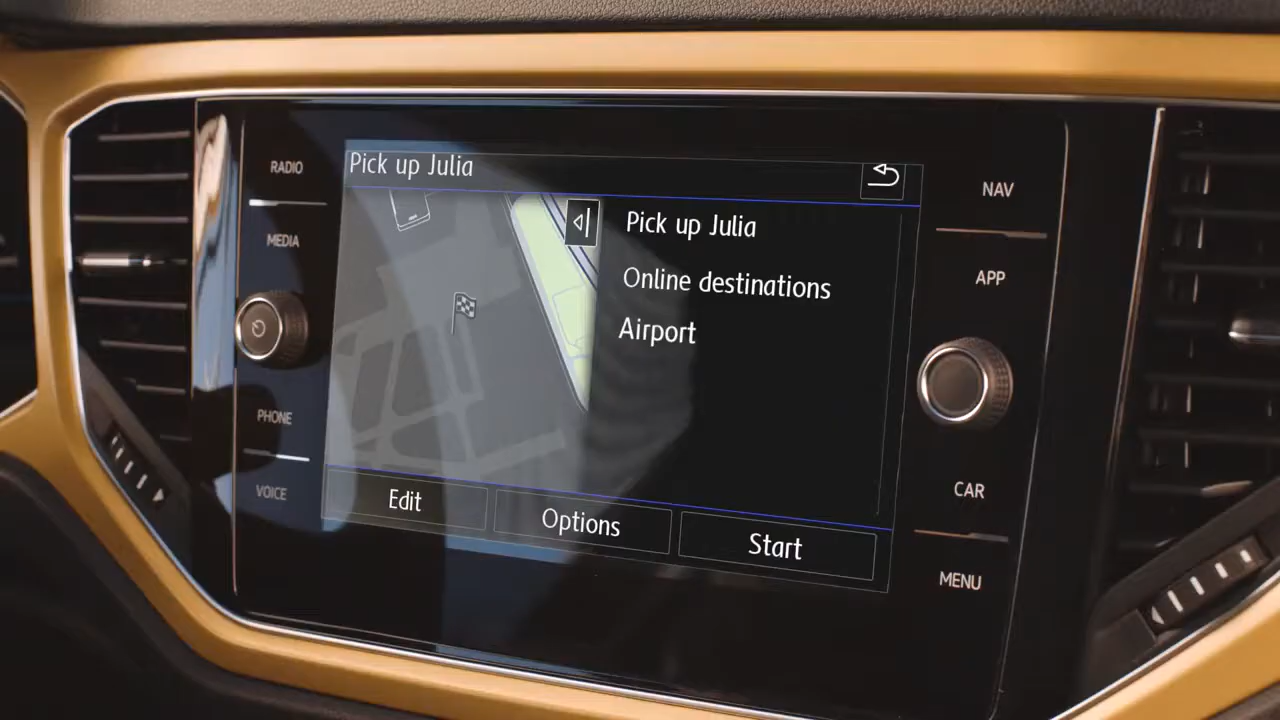 RADIO
MEDIA
PHONE
VOICE
Pick up Julia
Pick up Julia
Online destinations
Airport
Edit
Options
Start
NAV
APP
CAR
MENU